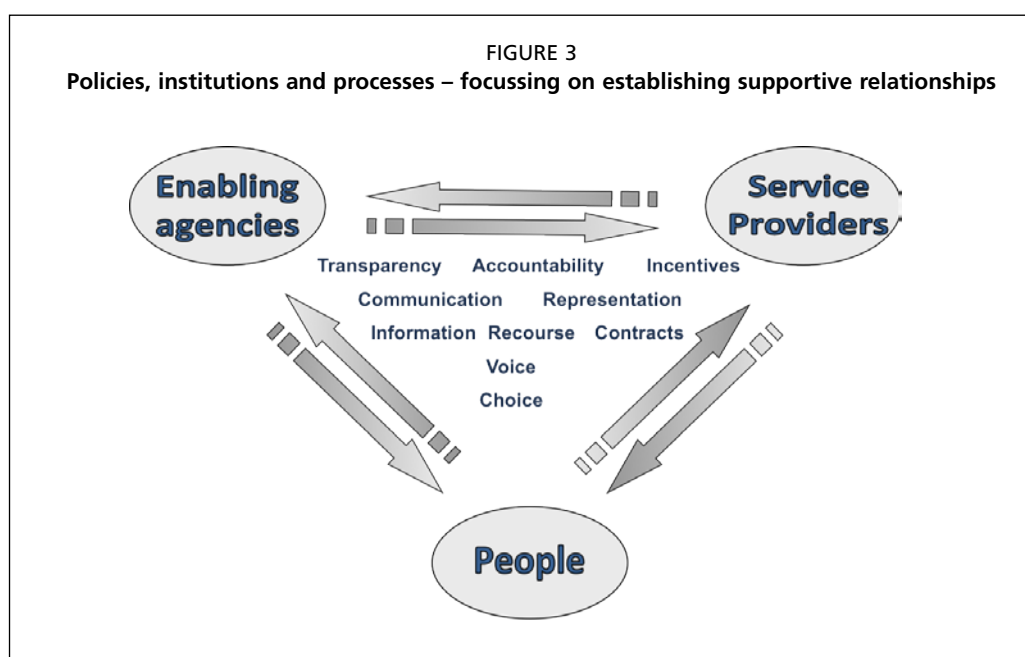 FIGURE 3
Policies, institutions and processes – focussing on establishing supportive relationships
Enabling
agencies
Service
Providers
Transparency Accountability Incentives
Communication Representation
Information Recourse Contracts
Voice
Choice
People